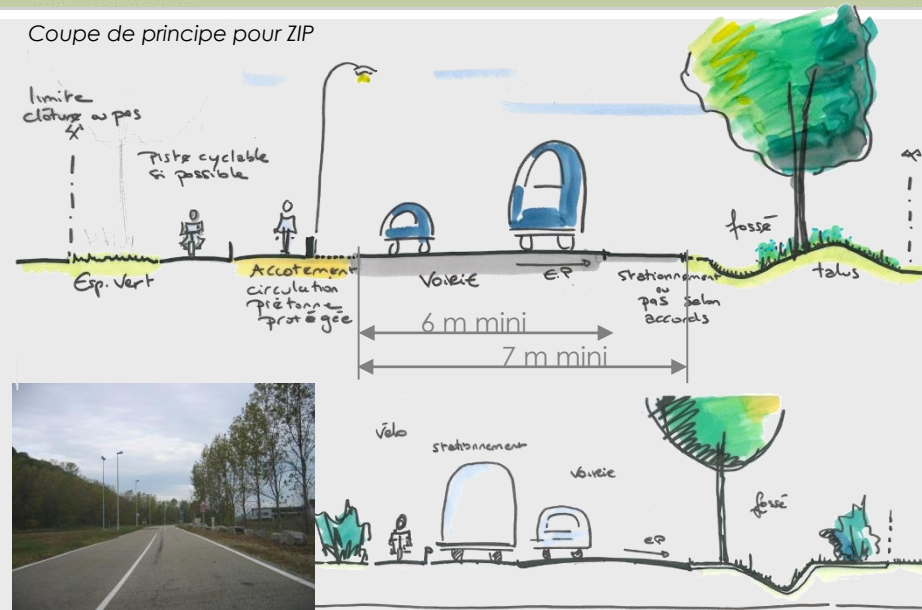 Coupe de principe pour ZIP
limite
clôture ou pas
Piste cyclable
si possible
fossé
Esp. Vert
Accotement
circulation
piétonne
protégée
Voirie
E.P
stationnement
ou
pas selon
accords
talus
6 m mini
7 m mini
Vélo
stationnement
Voirie
EP
fossé